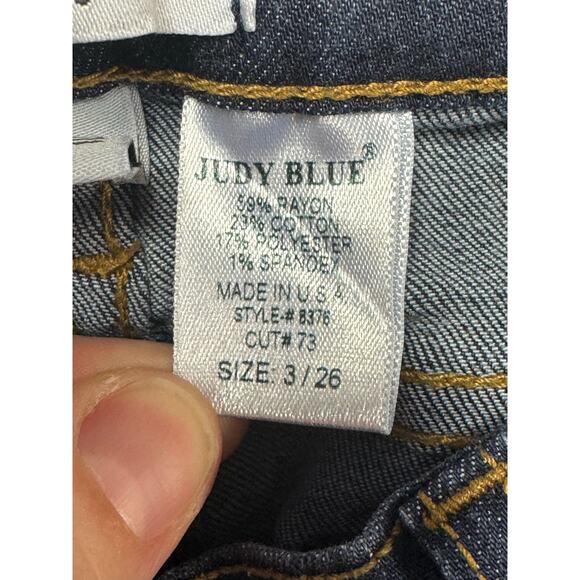 JUDY BLUE®
59% RAYON
23% COTTON
17% POLYESTER
1% SPANDEX
MADE IN U.S.A.
STYLE-# 8376
CUT# 73
SIZE: 3 / 26